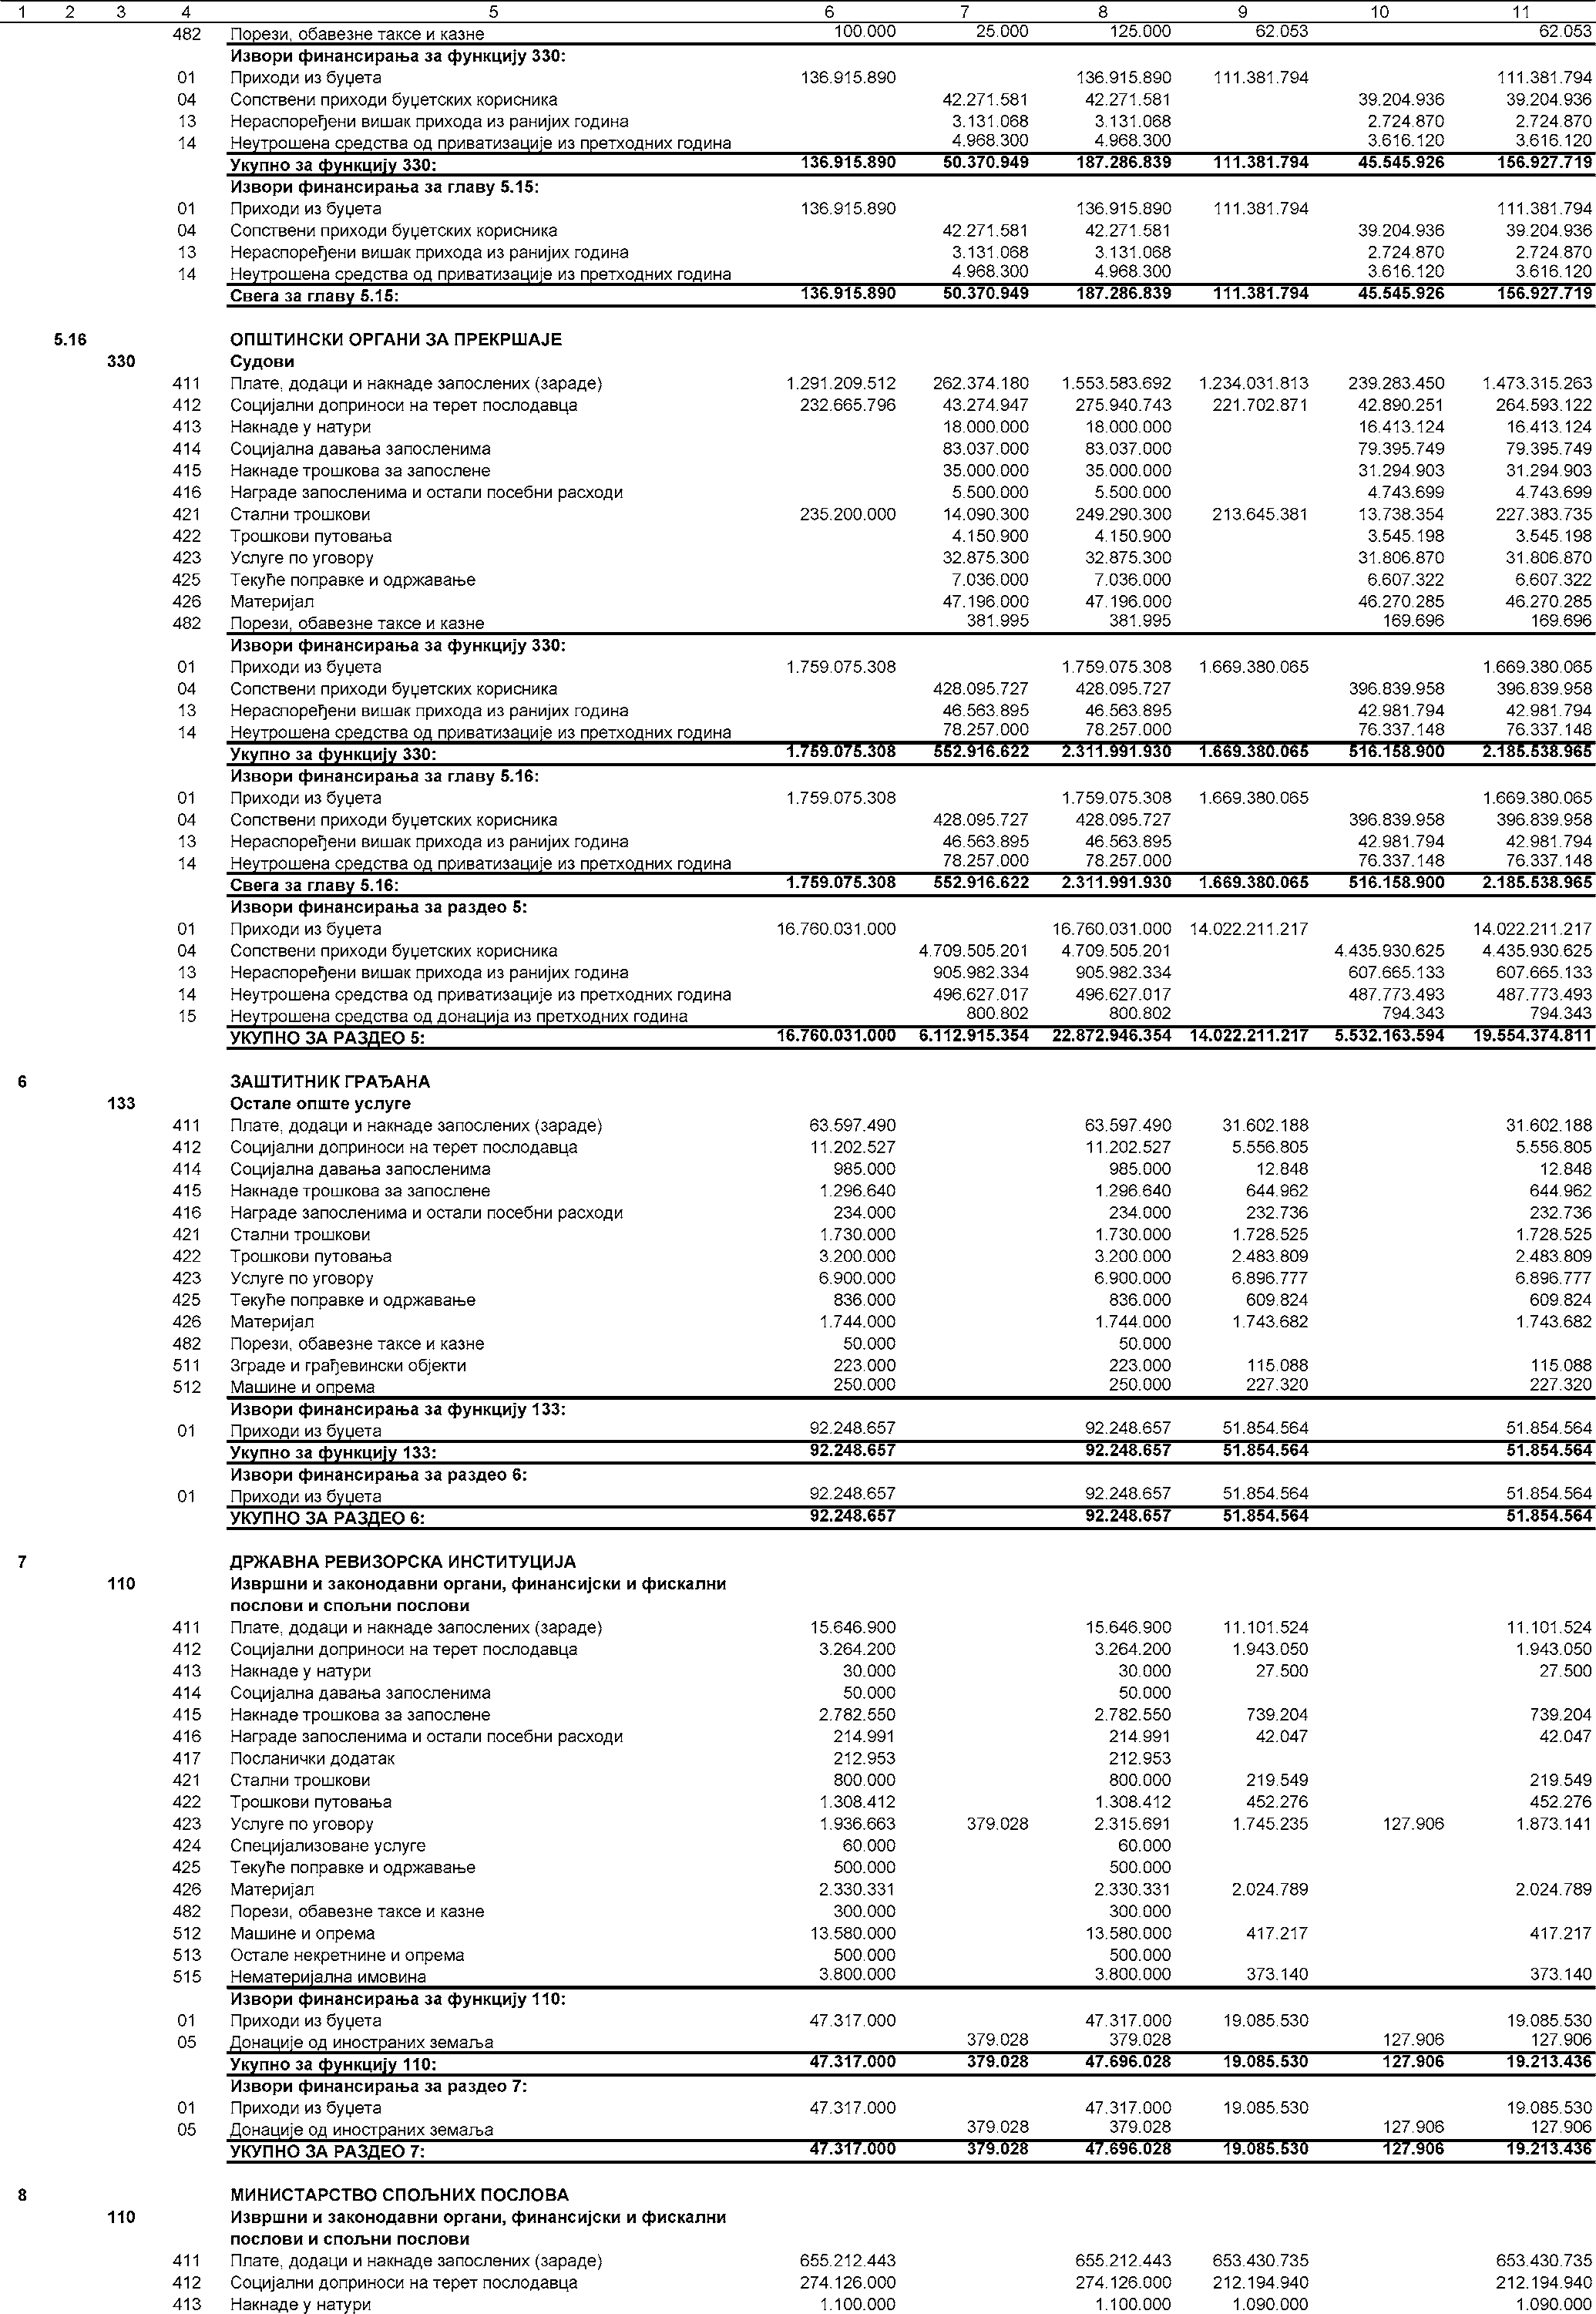 1 2 3 4 5 6 7 8 9 10 11
482 Порези, обавезне таксе и казне 100.000 25.000 125.000 62.053 62.053
Извори финансирања за функцију 330:
01 Приходи из буџета 136.915.890 136.915.890 111.381.794 111.381.794
04 Сопствени приходи буџетских корисника 42.271.581 42.271.581 39.204.936 39.204.936
13 Нераспоређени вишак прихода из ранијих година 3.131.068 3.131.068 2.724.870 2.724.870
14 Неутрошена средства од приватизације из претходних година 4.968.300 4.968.300 3.616.120 3.616.120
Укупно за функцију 330: 136.915.890 50.370.949 187.286.839 111.381.794 45.545.926 156.927.719
Извори финансирања за главу 5.15:
01 Приходи из буџета 136.915.890 136.915.890 111.381.794 111.381.794
04 Сопствени приходи буџетских корисника 42.271.581 42.271.581 39.204.936 39.204.936
13 Нераспоређени вишак прихода из ранијих година 3.131.068 3.131.068 2.724.870 2.724.870
14 Неутрошена средства од приватизације из претходних година 4.968.300 4.968.300 3.616.120 3.616.120
Свега за главу 5.15: 136.915.890 50.370.949 187.286.839 111.381.794 45.545.926 156.927.719
5.16 ОПШТИНСКИ ОРГАНИ ЗА ПРЕКРШАЈЕ
330 Судови
411 Плате, додаци и накнаде запослених (зараде) 1.291.209.512 262.374.180 1.553.583.692 1.234.031.813 239.283.450 1.473.315.263
412 Социјални доприноси на терет послодавца 232.665.796 43.274.947 275.940.743 221.702.871 42.890.251 264.593.122
413 Накнаде у натури 18.000.000 18.000.000 16.413.124 16.413.124
414 Социјална давања запосленима 83.037.000 83.037.000 79.395.749 79.395.749
415 Накнаде трошкова за запослене 35.000.000 35.000.000 31.294.903 31.294.903
416 Награде запосленима и остали посебни расходи 5.500.000 5.500.000 4.743.699 4.743.699
421 Стални трошкови 235.200.000 14.090.300 249.290.300 213.645.381 13.738.354 227.383.735
422 Трошкови путовања 4.150.900 4.150.900 3.545.198 3.545.198
423 Услуге по уговору 32.875.300 32.875.300 31.806.870 31.806.870
425 Текуће поправке и одржавање 7.036.000 7.036.000 6.607.322 6.607.322
426 Материјал 47.196.000 47.196.000 46.270.285 46.270.285
482 Порези, обавезне таксе и казне 381.995 381.995 169.696 169.696
Извори финансирања за функцију 330:
01 Приходи из буџета 1.759.075.308 1.759.075.308 1.669.380.065 1.669.380.065
04 Сопствени приходи буџетских корисника 428.095.727 428.095.727 396.839.958 396.839.958
13 Нераспоређени вишак прихода из ранијих година 46.563.895 46.563.895 42.981.794 42.981.794
14 Неутрошена средства од приватизације из претходних година 78.257.000 78.257.000 76.337.148 76.337.148
Укупно за функцију 330: 1.759.075.308 552.916.622 2.311.991.930 1.669.380.065 516.158.900 2.185.538.965
Извори финансирања за главу 5.16:
01 Приходи из буџета 1.759.075.308 1.759.075.308 1.669.380.065 1.669.380.065
04 Сопствени приходи буџетских корисника 428.095.727 428.095.727 396.839.958 396.839.958
13 Нераспоређени вишак прихода из ранијих година 46.563.895 46.563.895 42.981.794 42.981.794
14 Неутрошена средства од приватизације из претходних година 78.257.000 78.257.000 76.337.148 76.337.148
Свега за главу 5.16: 1.759.075.308 552.916.622 2.311.991.930 1.669.380.065 516.158.900 2.185.538.965
Извори финансирања за раздео 5:
01 Приходи из буџета 16.760.031.000 16.760.031.000 14.022.211.217 14.022.211.217
04 Сопствени приходи буџетских корисника 4.709.505.201 4.709.505.201 4.435.930.625 4.435.930.625
13 Нераспоређени вишак прихода из ранијих година 905.982.334 905.982.334 607.665.133 607.665.133
14 Неутрошена средства од приватизације из претходних година 496.627.017 496.627.017 487.773.493 487.773.493
15 Неутрошена средства од донација из претходних година 800.802 800.802 794.343 794.343
УКУПНО ЗА РАЗДЕО 5: 16.760.031.000 6.112.915.354 22.872.946.354 14.022.211.217 5.532.163.594 19.554.374.811
6 ЗАШТИТНИК ГРАЂАНА
133 Остале опште услуге
411 Плате, додаци и накнаде запослених (зараде) 63.597.490 63.597.490 31.602.188 31.602.188
412 Социјални доприноси на терет послодавца 11.202.527 11.202.527 5.556.805 5.556.805
414 Социјална давања запосленима 985.000 985.000 12.848 12.848
415 Накнаде трошкова за запослене 1.296.640 1.296.640 644.962 644.962
416 Награде запосленима и остали посебни расходи 234.000 234.000 232.736 232.736
421 Стални трошкови 1.730.000 1.730.000 1.728.525 1.728.525
422 Трошкови путовања 3.200.000 3.200.000 2.483.809 2.483.809
423 Услуге по уговору 6.900.000 6.900.000 6.896.777 6.896.777
425 Текуће поправке и одржавање 836.000 836.000 609.824 609.824
426 Материјал 1.744.000 1.744.000 1.743.682 1.743.682
482 Порези, обавезне таксе и казне 50.000 50.000
511 Зграде и грађевински објекти 223.000 223.000 115.088 115.088
512 Машине и опрема 250.000 250.000 227.320 227.320
Извори финансирања за функцију 133:
01 Приходи из буџета 92.248.657 92.248.657 51.854.564 51.854.564
Укупно за функцију 133: 92.248.657 92.248.657 51.854.564 51.854.564
Извори финансирања за раздео 6:
01 Приходи из буџета 92.248.657 92.248.657 51.854.564 51.854.564
УКУПНО ЗА РАЗДЕО 6: 92.248.657 92.248.657 51.854.564 51.854.564
7 ДРЖАВНА РЕВИЗОРСКА ИНСТИТУЦИЈА
110 Извршни и законодавни органи, финансијски и фискални
послови и спољни послови
411 Плате, додаци и накнаде запослених (зараде) 15.646.900 15.646.900 11.101.524 11.101.524
412 Социјални доприноси на терет послодавца 3.264.200 3.264.200 1.943.050 1.943.050
413 Накнаде у натури 30.000 30.000 27.500 27.500
414 Социјална давања запосленима 50.000 50.000
415 Накнаде трошкова за запослене 2.782.550 2.782.550 739.204 739.204
416 Награде запосленима и остали посебни расходи 214.991 214.991 42.047 42.047
417 Посланички додатак 212.953 212.953
421 Стални трошкови 800.000 800.000 219.549 219.549
422 Трошкови путовања 1.308.412 1.308.412 452.276 452.276
423 Услуге по уговору 1.936.663 379.028 2.315.691 1.745.235 127.906 1.873.141
424 Специјализоване услуге 60.000 60.000
425 Текуће поправке и одржавање 500.000 500.000
426 Материјал 2.330.331 2.330.331 2.024.789 2.024.789
482 Порези, обавезне таксе и казне 300.000 300.000
512 Машине и опрема 13.580.000 13.580.000 417.217 417.217
513 Остале некретнине и опрема 500.000 500.000
515 Нематеријална имовина 3.800.000 3.800.000 373.140 373.140
Извори финансирања за функцију 110:
01 Приходи из буџета 47.317.000 47.317.000 19.085.530 19.085.530
05 Донације од иностраних земаља 379.028 379.028 127.906 127.906
Укупно за функцију 110: 47.317.000 379.028 47.696.028 19.085.530 127.906 19.213.436
Извори финансирања за раздео 7:
01 Приходи из буџета 47.317.000 47.317.000 19.085.530 19.085.530
05 Донације од иностраних земаља 379.028 379.028 127.906 127.906
УКУПНО ЗА РАЗДЕО 7: 47.317.000 379.028 47.696.028 19.085.530 127.906 19.213.436
8 МИНИСТАРСТВО СПОЉНИХ ПОСЛОВА
110 Извршни и законодавни органи, финансијски и фискални
послови и спољни послови
411 Плате, додаци и накнаде запослених (зараде) 655.212.443 655.212.443 653.430.735 653.430.735
412 Социјални доприноси на терет послодавца 274.126.000 274.126.000 212.194.940 212.194.940
413 Накнаде у натури 1.100.000 1.100.000 1.090.000 1.090.000